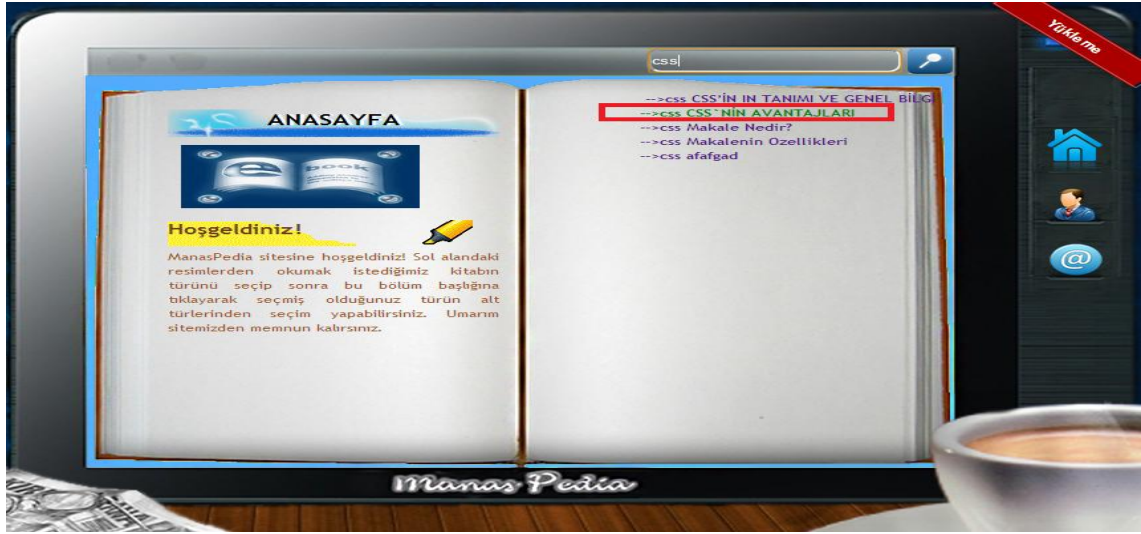 Yükleme
css
ANASAYFA
e book
Hoşgeldiniz!
ManasPedia sitesine hoşgeldiniz! Sol alandaki
resimlerden okumak istediğimiz kitabın
türünü seçip sonra bu bölüm başlığına
tıklayarak seçmiş olduğunuz türün alt
türlerinden seçim yapabilirsiniz. Umarım
sitemizden memnun kalırsınız.
-->css CSS'İN IN TANIMI VE GENEL BİLGİ
-->css CSS`NİN AVANTAJLARI
-->css Makale Nedir?
-->css Makalenin Ozellikleri
-->css afafgad
@
Manas Pedia